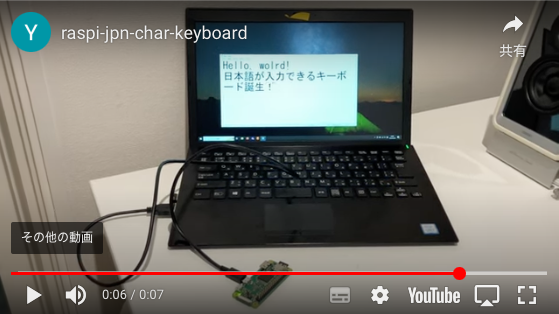 Y
raspi-jpn-char-keyboard
共有
Hello, wolrd!
日本語が入力できるキーボ
ード誕生！
その他の動画
0:06 / 0:07
YouTube